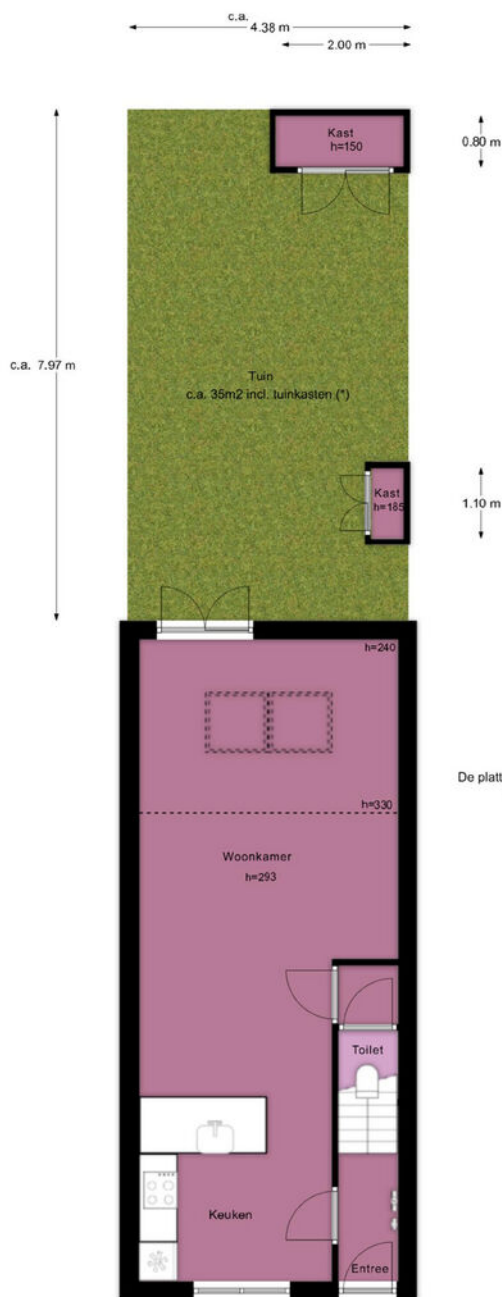 c.a.
4.38 m
2.00 m
Kast
h=150
0.80 m
c.a. 7.97 m
Tuin
c.a. 35m2 incl. tuinkasten (*)
Kast
h=185
1.10 m
h=240
De platt
h=330
Woonkamer
h=293
Toilet
Keuken
Entree